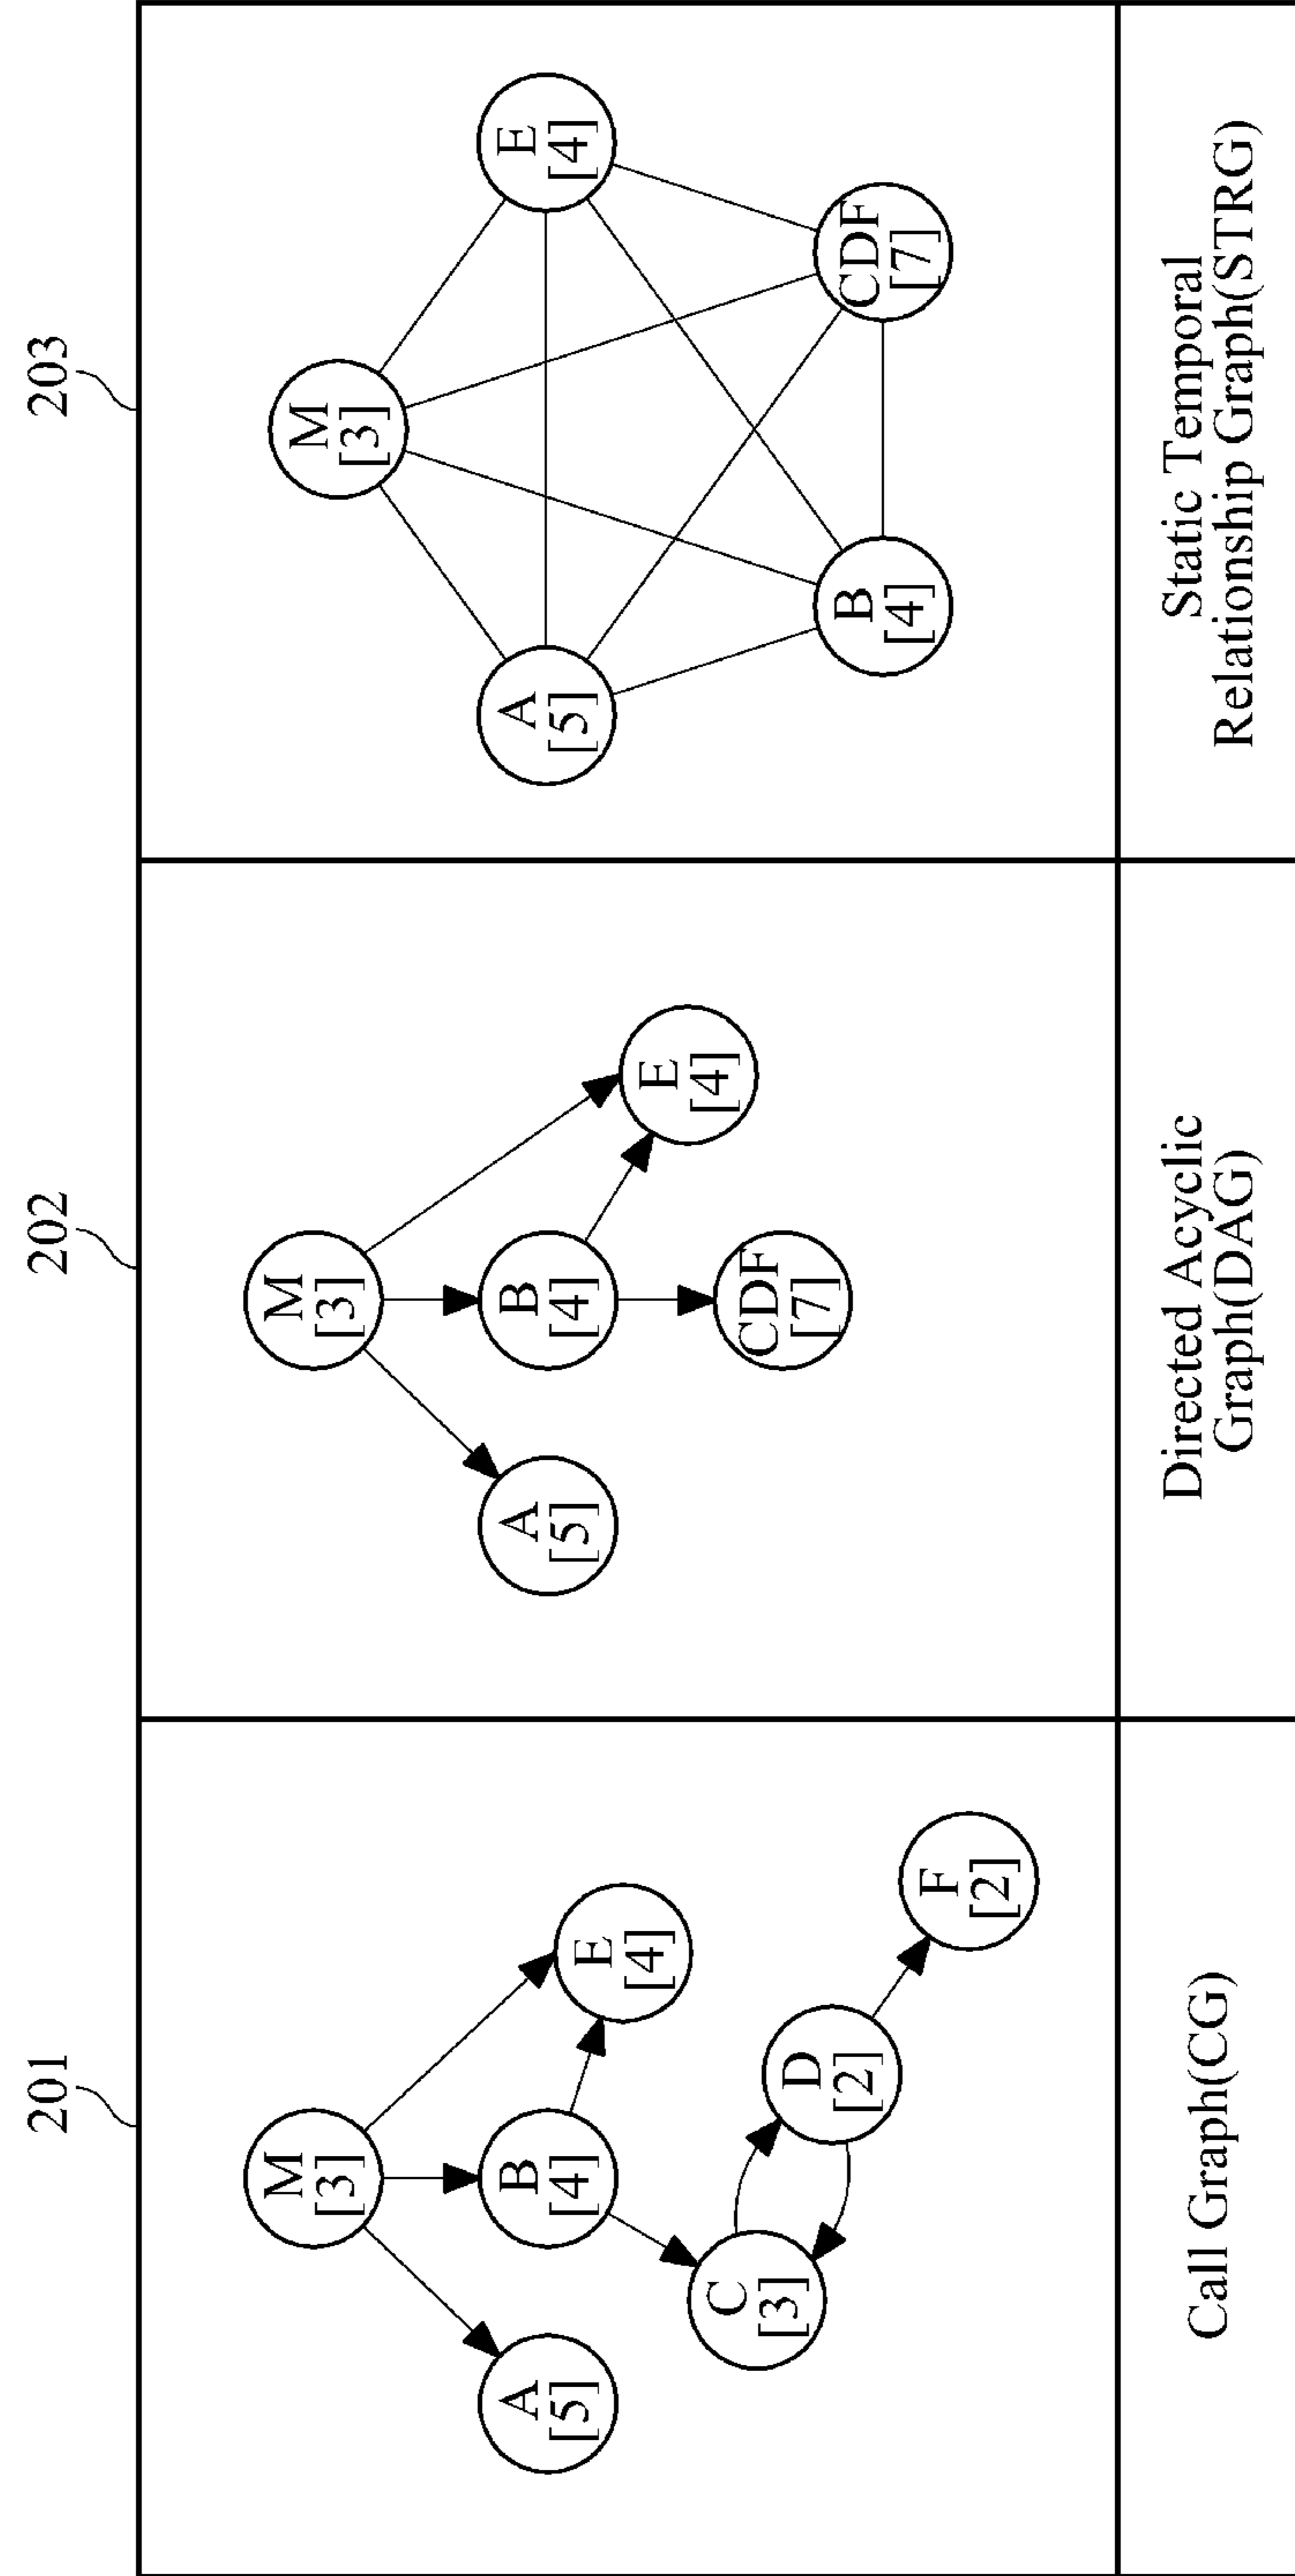 201
M
[3]
A
[5]
B
[4]
E
[4]
C
[3]
D
[2]
F
[2]
Call Graph(CG)
202
M
[3]
A
[5]
B
[4]
E
[4]
CDF
[7]
Directed Acyclic
Graph(DAG)
203
M
[3]
A
[5]
E
[4]
B
[4]
CDF
[7]
Static Temporal
Relationship Graph(STRG)